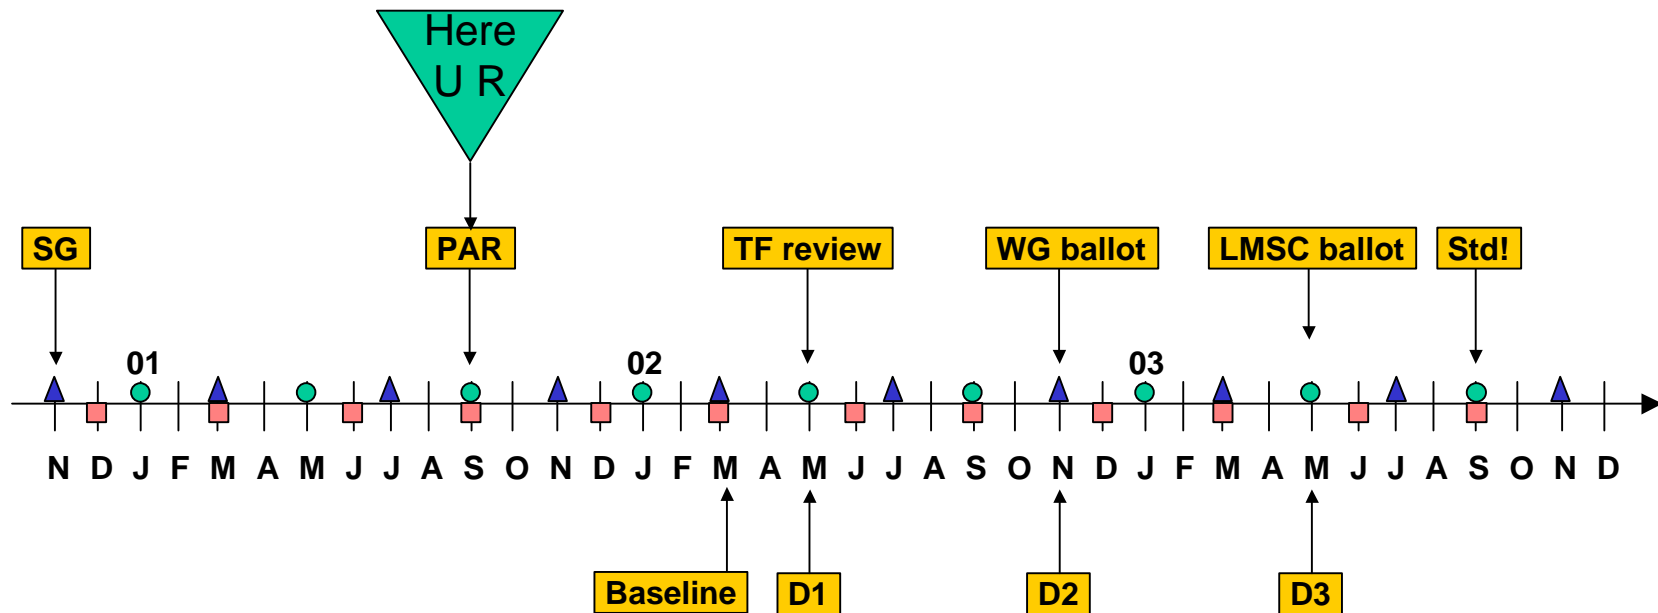 Here
U R
SG PAR TF review WG ballot LMSC ballot Std!
01 02 03
N D J F M A M J J A S O N D J F M A M J J A S O N D J F M A M J J A S O N D
Baseline D1 D2 D3